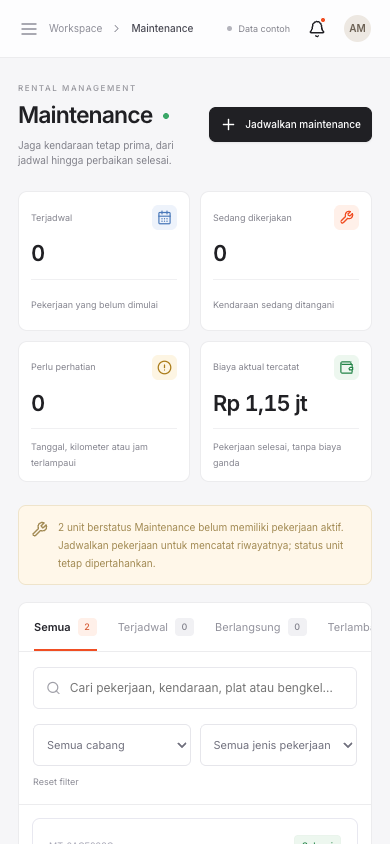 Workspace > Maintenance
Data contoh
AM
RENTAL MANAGEMENT
Maintenance
Jaga kendaraan tetap prima, dari
jadwal hingga perbaikan selesai.
+ Jadwalkan maintenance
Terjadwal
0
Pekerjaan yang belum dimulai
Sedang dikerjakan
0
Kendaraan sedang ditangani
Perlu perhatian
0
Tanggal, kilometer atau jam
terlampaui
Biaya aktual tercatat
Rp 1,15 jt
Pekerjaan selesai, tanpa biaya
ganda
2 unit berstatus Maintenance belum memiliki pekerjaan aktif.
Jadwalkan pekerjaan untuk mencatat riwayatnya; status unit
tetap dipertahankan.
Semua 2 Terjadwal 0 Berlangsung 0 Terlamb
Cari pekerjaan, kendaraan, plat atau bengkel...
Semua cabang
Semua jenis pekerjaan
Reset filter